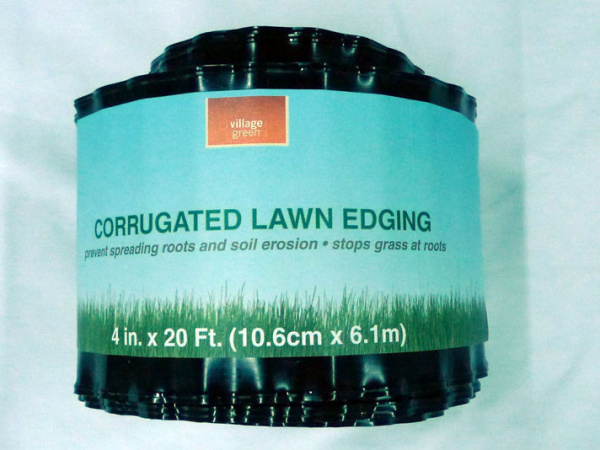 village
green
CORRUGATED LAWN EDGING
prevent spreading roots and soil erosion • stops grass at roots
4 in. x 20 Ft. (10.6cm x 6.1m)